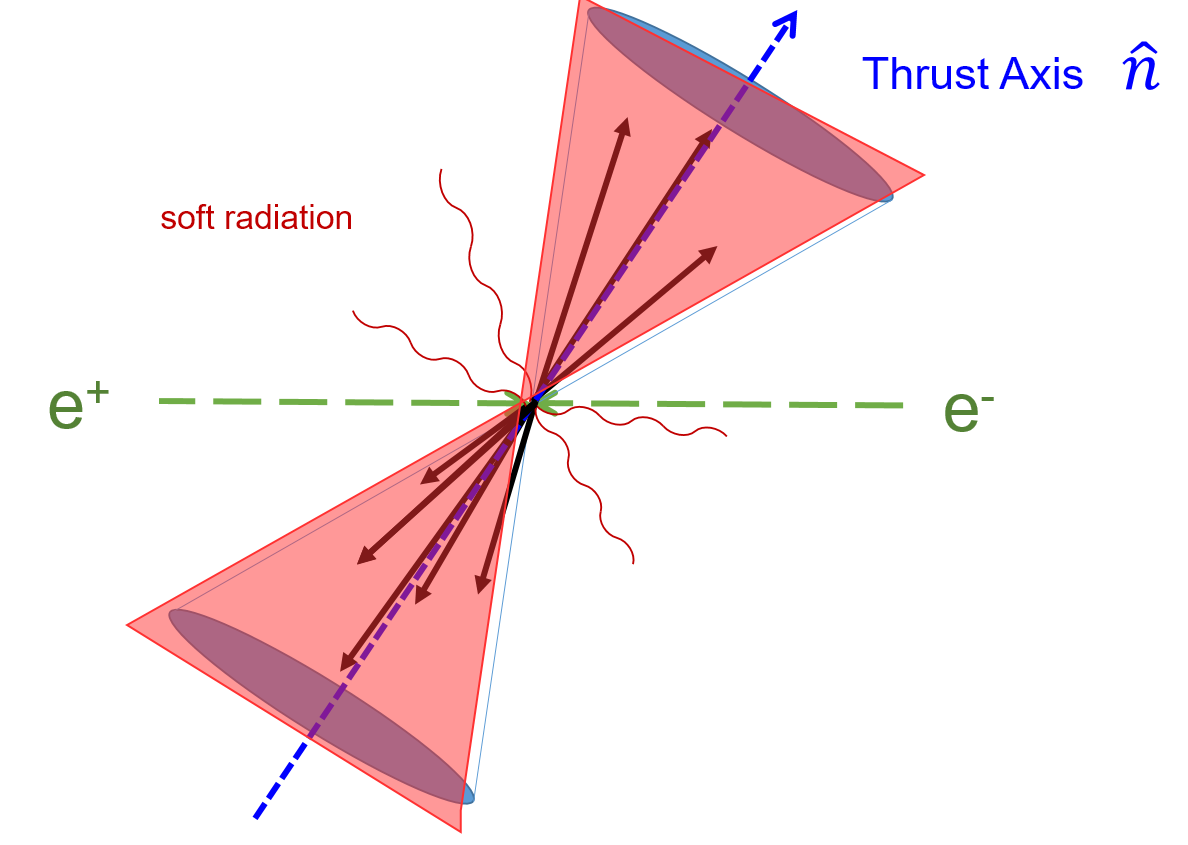 Thrust Axis n̂
soft radiation
e⁺
e⁻